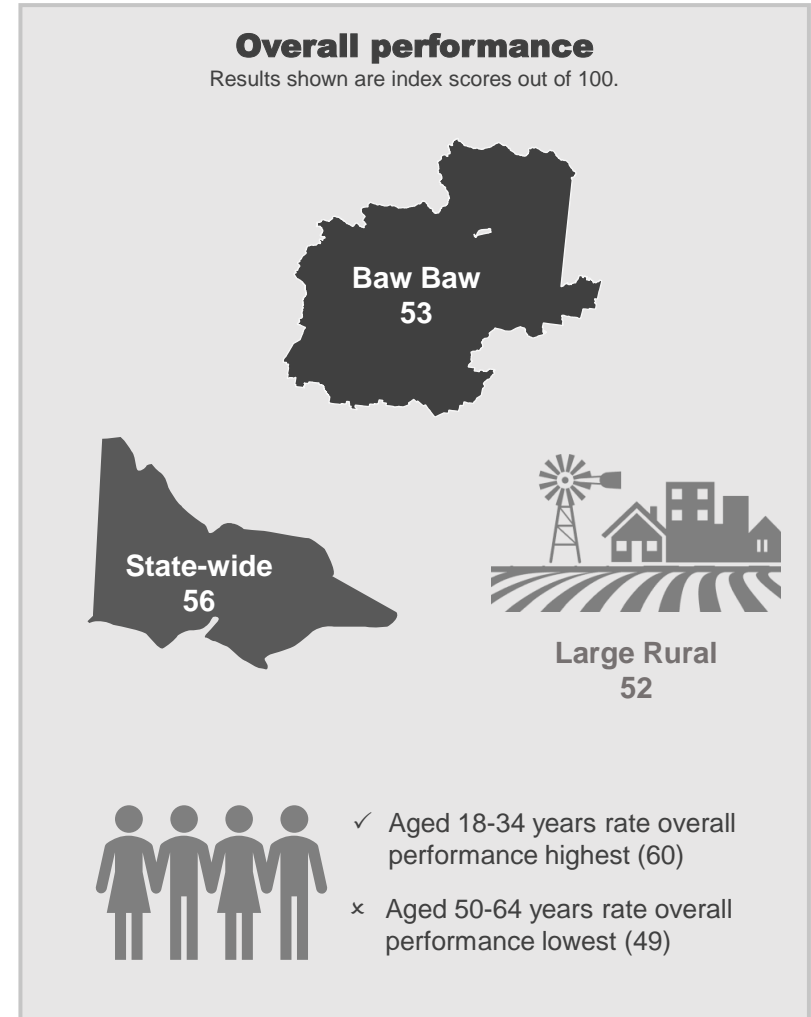 Overall performance
Results shown are index scores out of 100.
Baw Baw
53
State-wide
56
Large Rural
52
✓ Aged 18-34 years rate overall
performance highest (60)
× Aged 50-64 years rate overall
performance lowest (49)